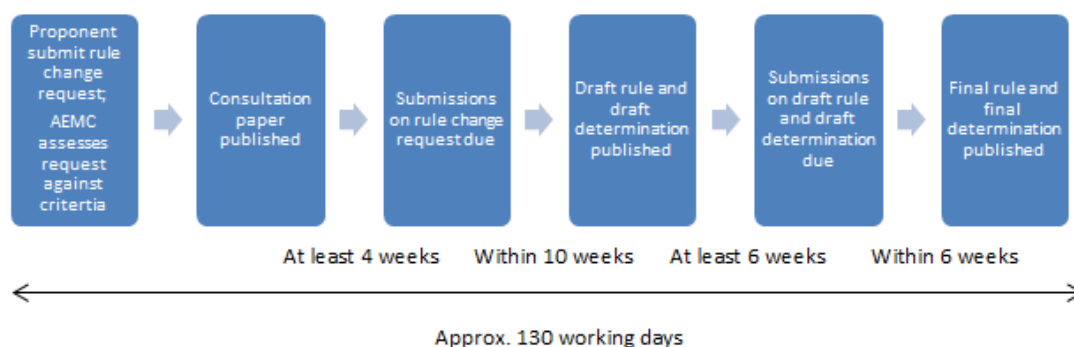 Proponent
submit rule
change
request;
AEMC
assesses
request
against
critertia
Consultation
paper
published
Submissions
on rule change
request due
Draft rule and
draft
determination
published
Submissions
on draft rule
and draft
determination
due
Final rule and
final
determination
published
At least 4 weeks
Within 10 weeks
At least 6 weeks
Within 6 weeks
Approx. 130 working days